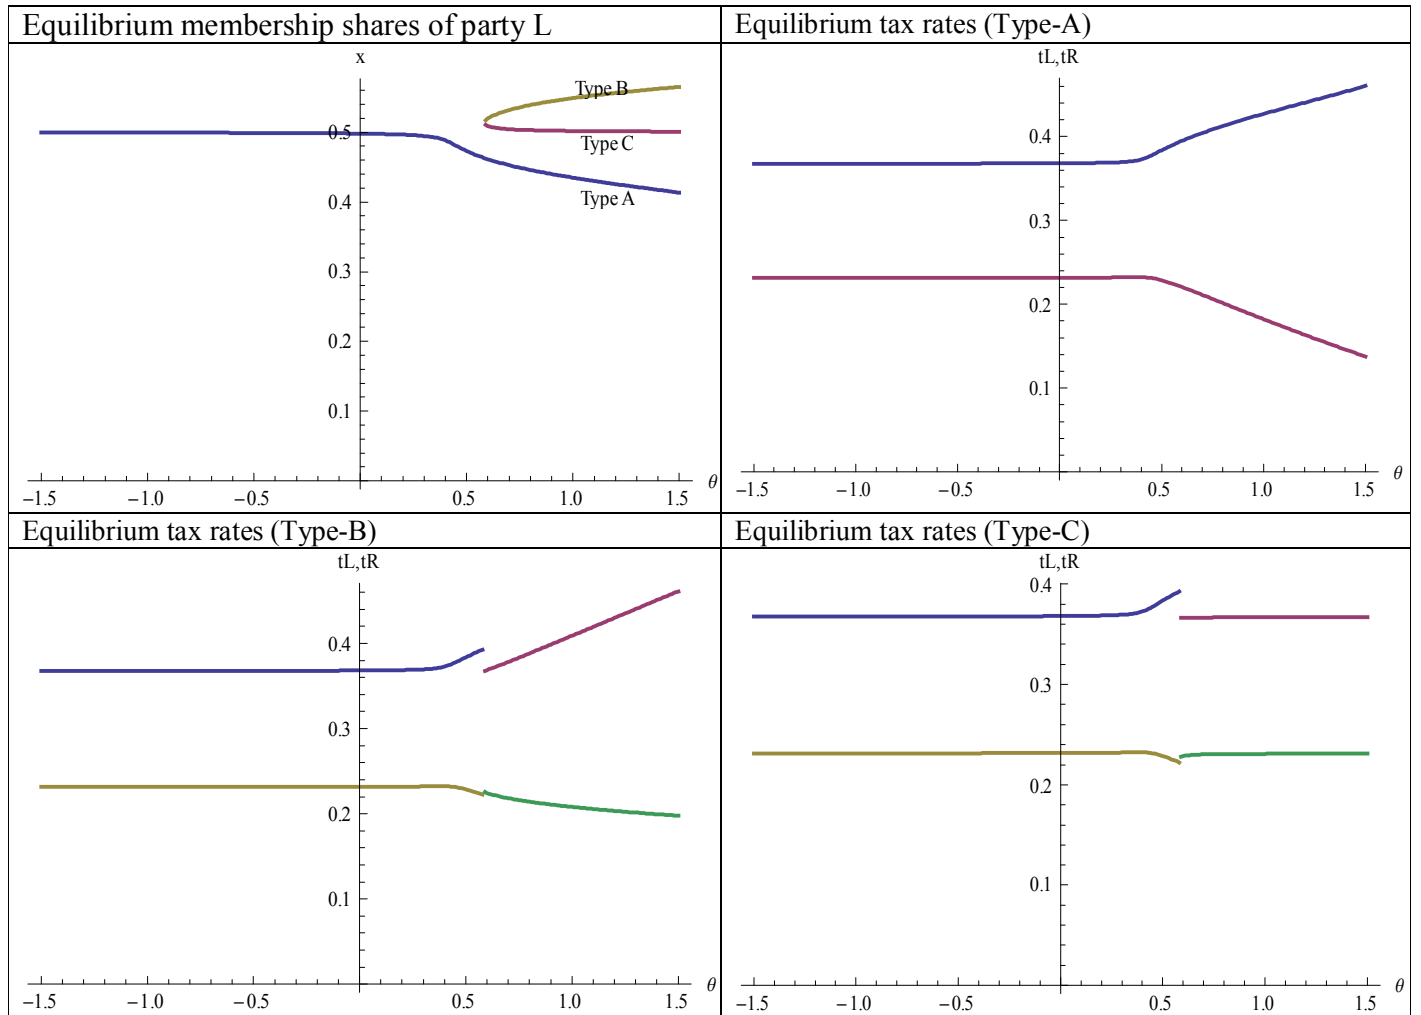 Equilibrium membership shares of party L
x
Type B
0.5
Type C
0.4
Type A
0.3
0.2
0.1
θ
−1.5 −1.0 −0.5 0.5 1.0 1.5
Equilibrium tax rates (Type-A)
tL,tR
0.4
0.3
0.2
0.1
θ
−1.5 −1.0 −0.5 0.5 1.0 1.5
Equilibrium tax rates (Type-B)
tL,tR
0.4
0.3
0.2
0.1
θ
−1.5 −1.0 −0.5 0.5 1.0 1.5
Equilibrium tax rates (Type-C)
tL,tR
0.4
0.3
0.2
0.1
θ
−1.5 −1.0 −0.5 0.5 1.0 1.5